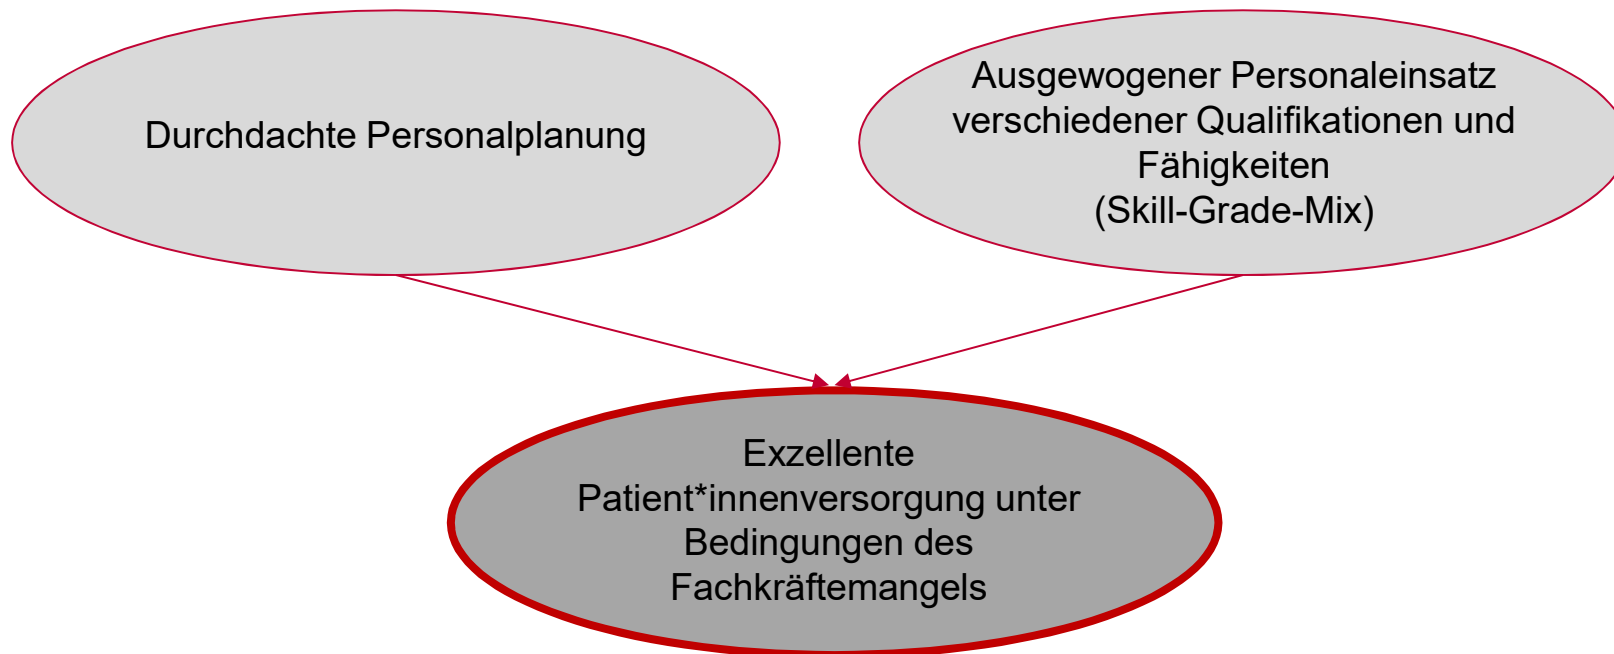 Durchdachte Personalplanung
Ausgewogener Personaleinsatz
verschiedener Qualifikationen und
Fähigkeiten
(Skill-Grade-Mix)
Exzellente
Patient*innenversorgung unter
Bedingungen des
Fachkräftemangels